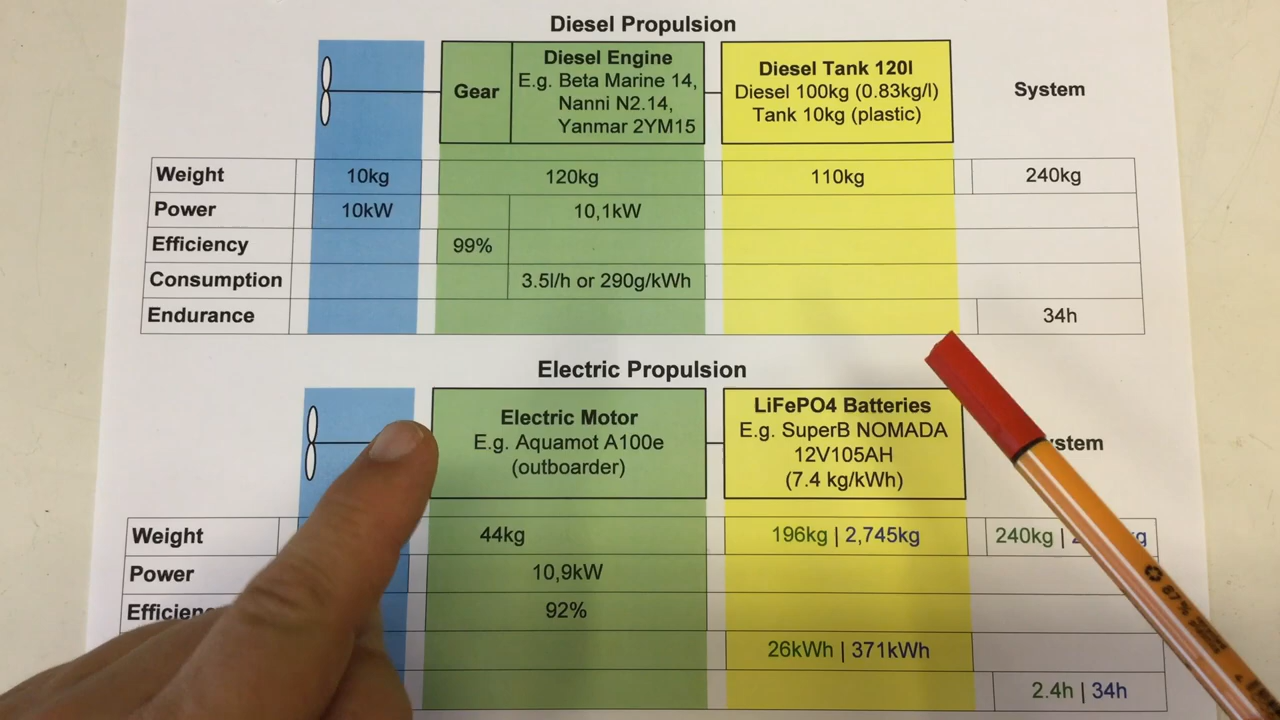 Diesel Propulsion
Gear
Diesel Engine
E.g. Beta Marine 14,
Nanni N2.14,
Yanmar 2YM15
Diesel Tank 120l
Diesel 100kg (0.83kg/l)
Tank 10kg (plastic)
System
Weight 10kg 120kg 110kg 240kg
Power 10kW 10,1kW
Efficiency 99%
Consumption 3.5l/h or 290g/kWh
Endurance 34h
Electric Propulsion
Electric Motor
E.g. Aquamot A100e
(outboarder)
LiFePO4 Batteries
E.g. SuperB NOMADA
12V105AH
(7.4 kg/kWh)
stem
Weight 44kg 196kg | 2,745kg 240kg |
Power 10,9kW
Efficien 92%
26kWh | 371kWh
2.4h | 34h
67%